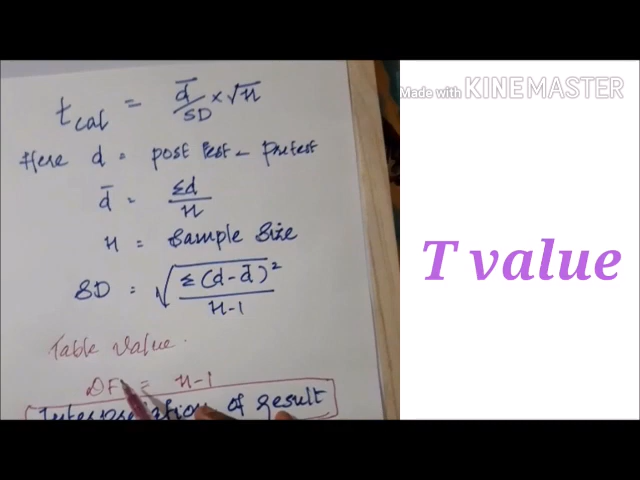 t cal = d̄/SD × √n
Here d = post test - pretest
d̄ = Σd/n
n = Sample Size
SD = √(Σ(d-d̄)²/n-1)
Table Value.
DF = n-1
Interpretation of result
Made with KINEMASTER
T value